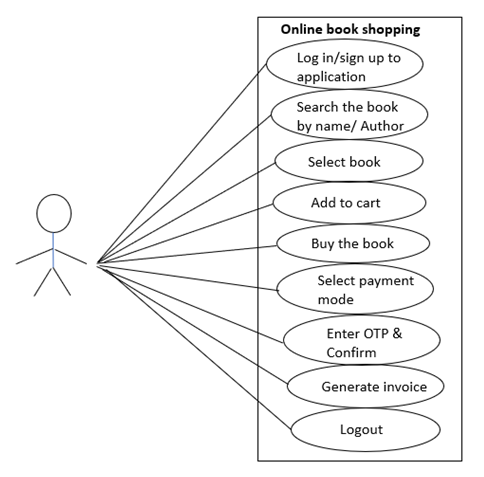 Online book shopping
Log in/sign up to
application
Search the book
by name/ Author
Select book
Add to cart
Buy the book
Select payment
mode
Enter OTP &
Confirm
Generate invoice
Logout